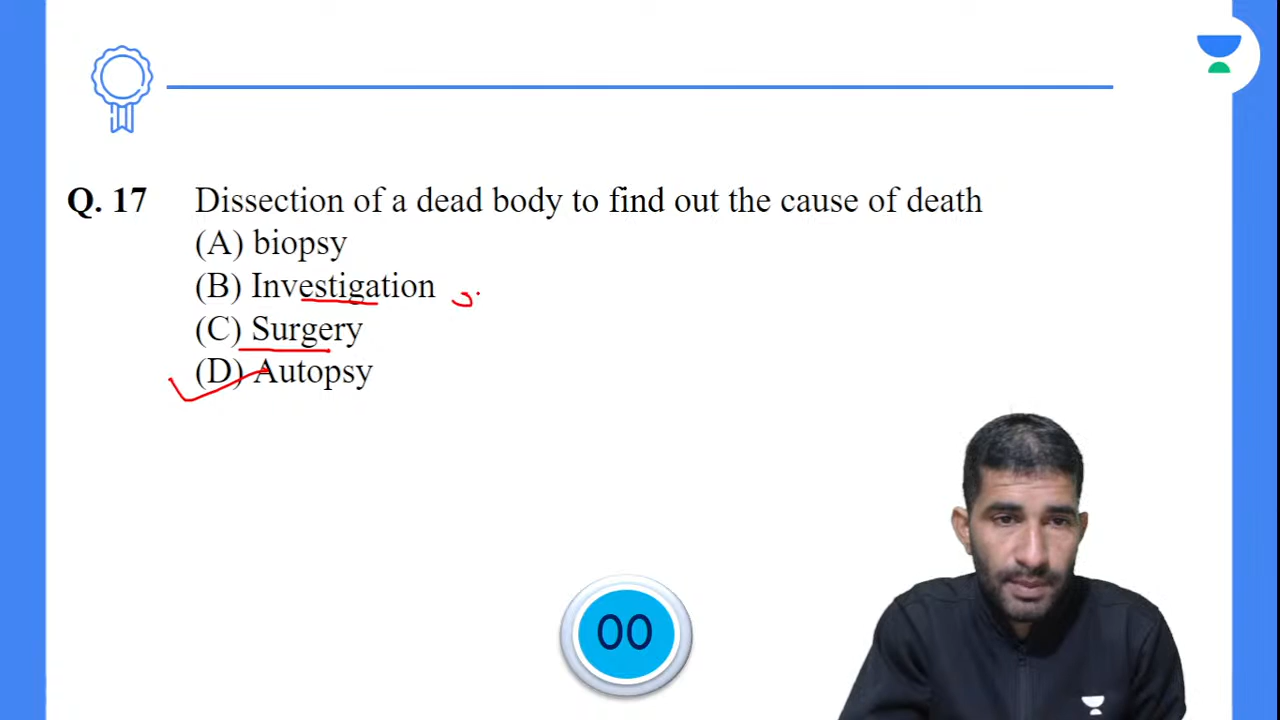 Q. 17 Dissection of a dead body to find out the cause of death
(A) biopsy
(B) Investigation
(C) Surgery
(D) Autopsy
00